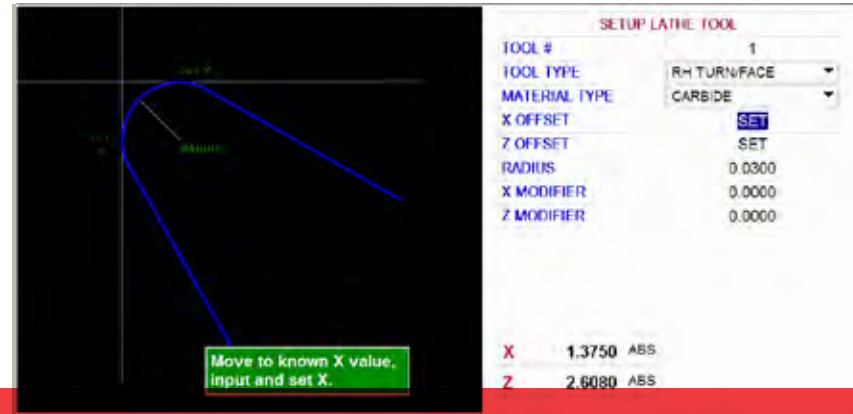 SETUP LATHE TOOL
TOOL # 1
TOOL TYPE RH TURN/FACE
MATERIAL TYPE CARBIDE
X OFFSET SET
Z OFFSET SET
RADIUS 0.0300
X MODIFIER 0.0000
Z MODIFIER 0.0000
RADIUS
Move to known X value,
input and set X.
X 1.3750 ABS
Z 2.6080 ABS